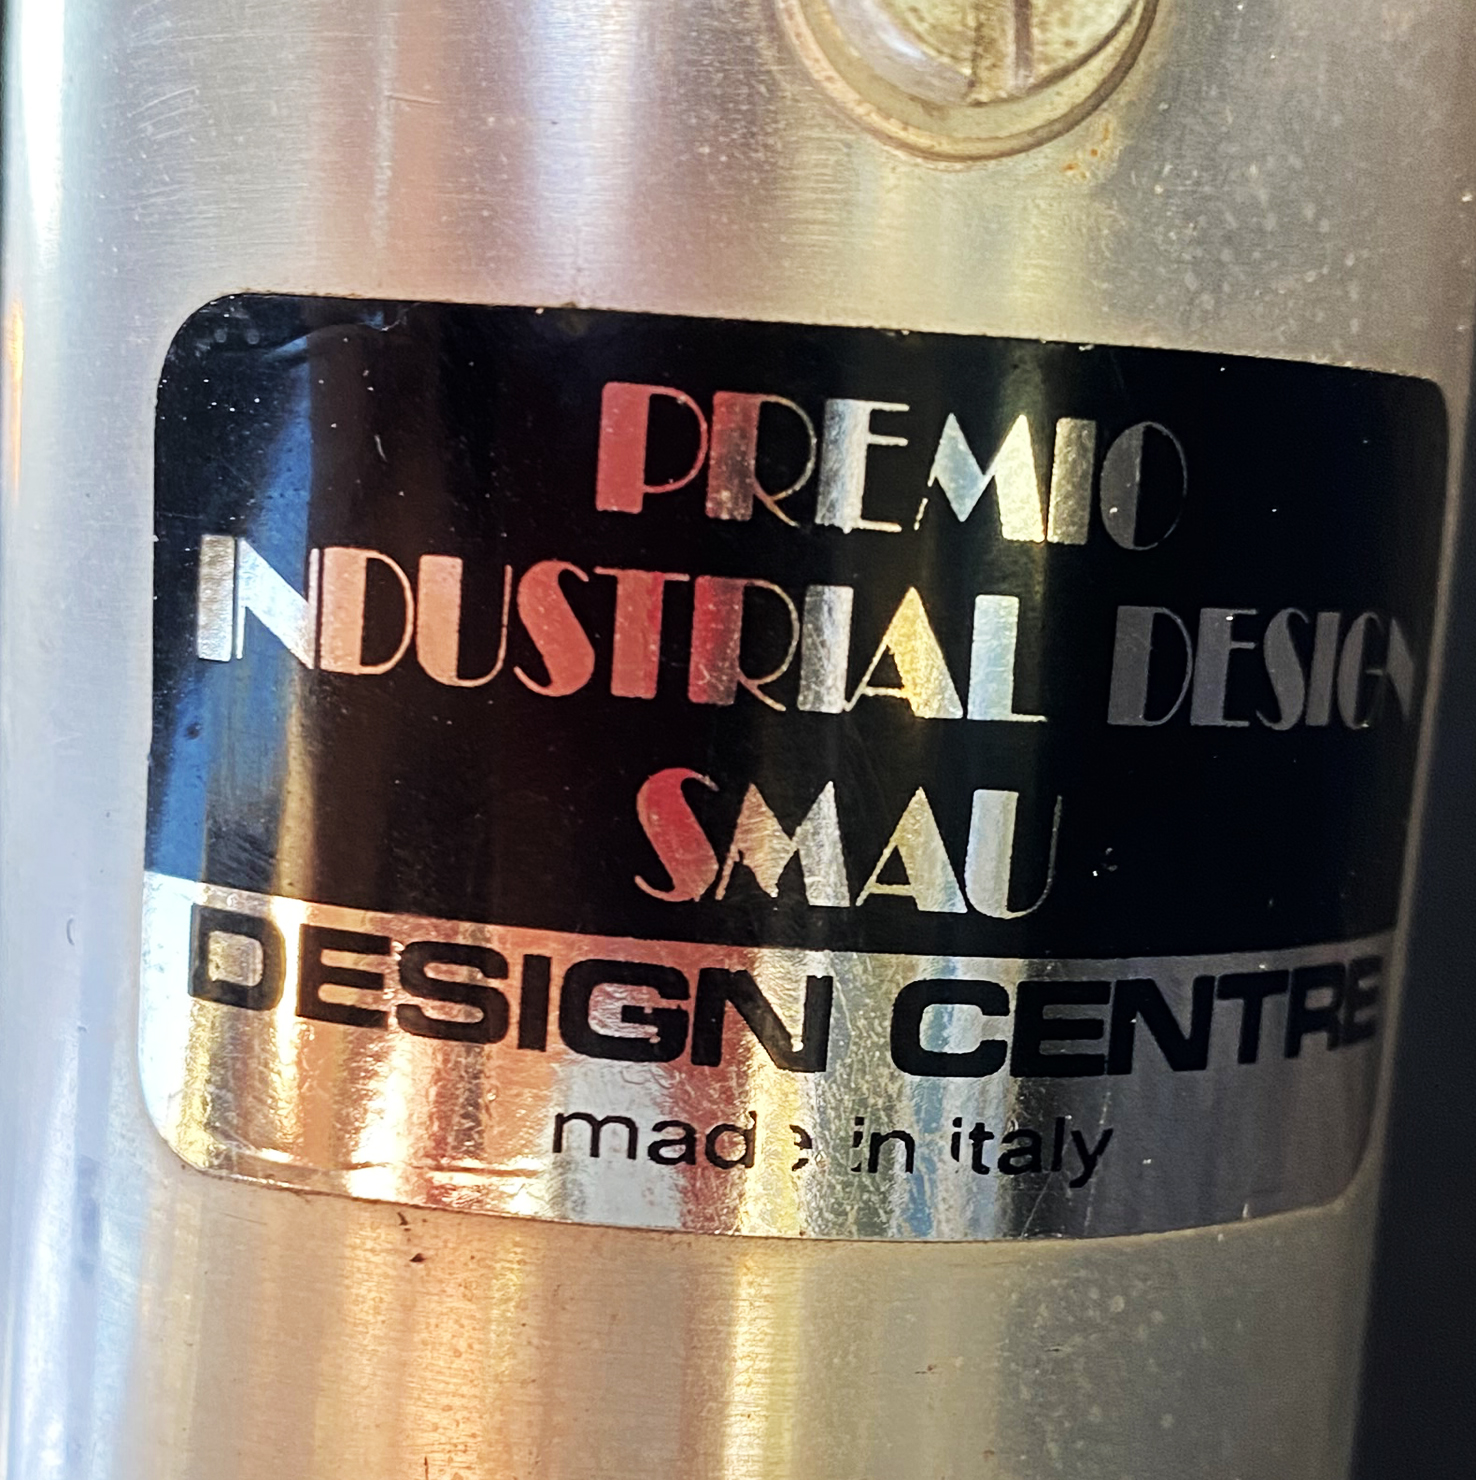 PREMIO
INDUSTRIAL DESIGN
SMAU
DESIGN CENTRE
made in italy